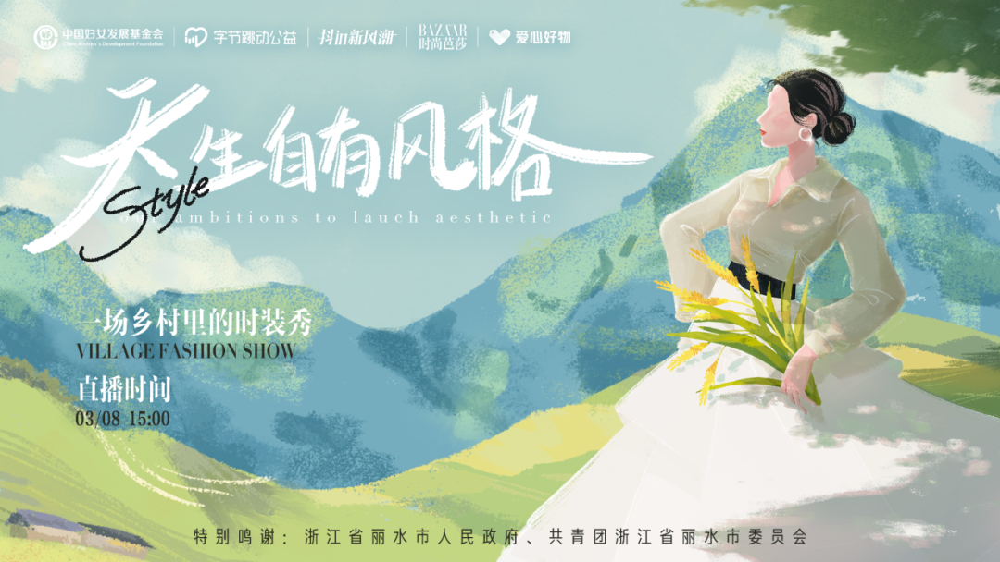 中国妇女发展基金会
China Women's Development Foundation
字节跳动公益
抖in新风潮
BAZAAR
时尚芭莎
爱心好物
天生自有风格
Style
our ambitions to lauch aesthetic
一场乡村里的时装秀
VILLAGE FASHION SHOW
直播时间
03/08 15:00
特别鸣谢：浙江省丽水市人民政府、共青团浙江省丽水市委员会